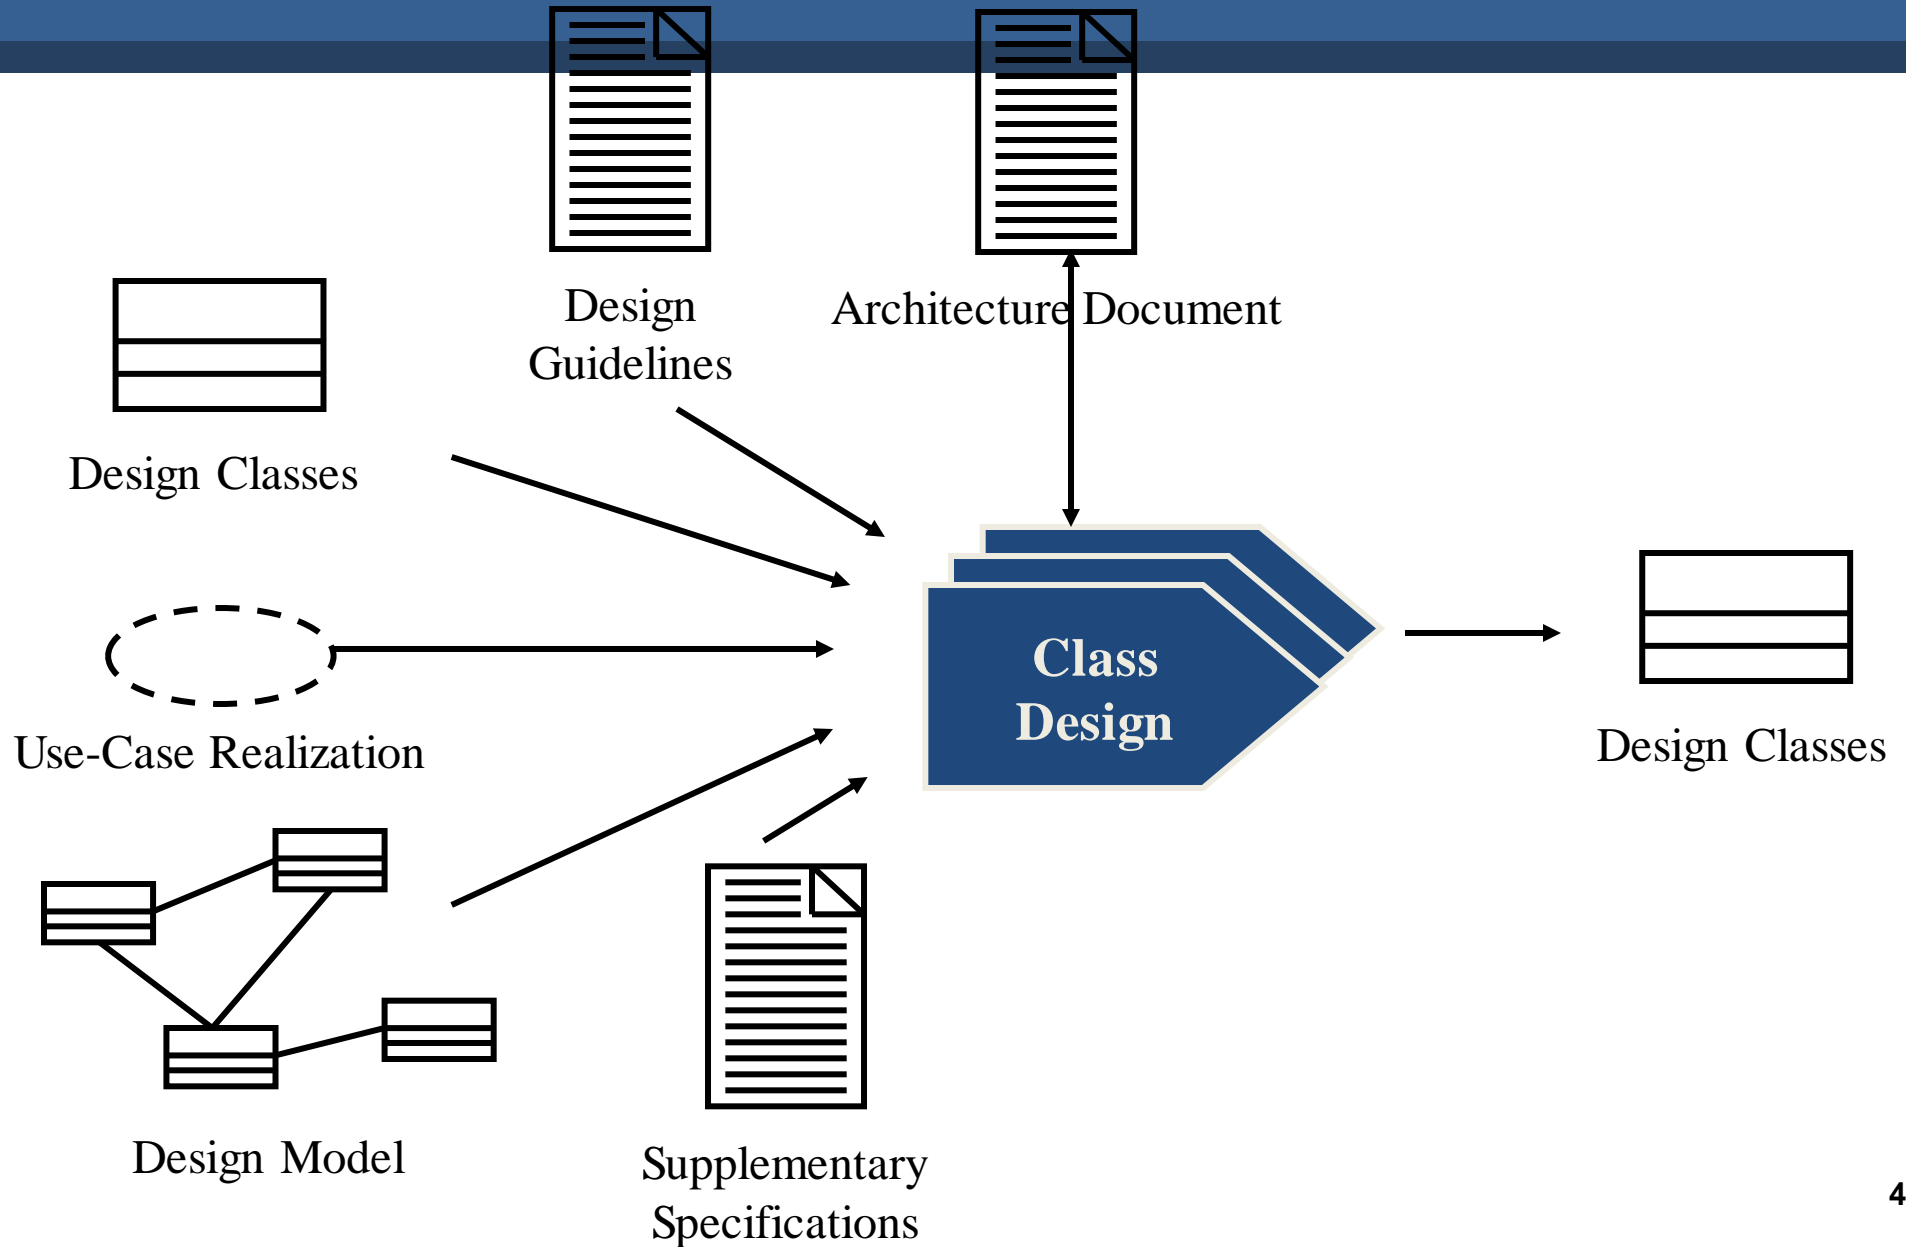 Design
Guidelines
Architecture Document
Design Classes
Class
Design
Use-Case Realization
Design Classes
Design Model
Supplementary
Specifications
4